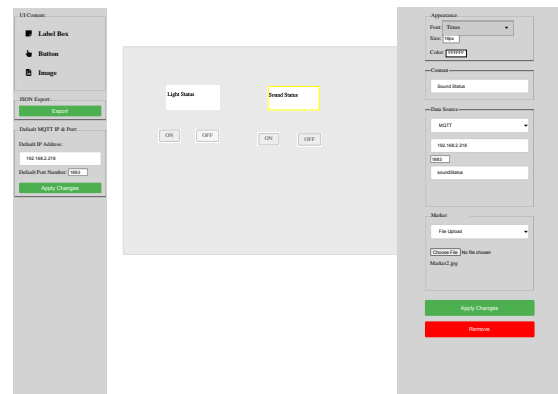 UI Content:
Label Box
Button
Image
JSON Export:
Export
Default MQTT IP & Port:
Default IP Address:
192.168.2.218
Default Port Number: 1883
Apply Changes
Light Status
Sound Status
ON OFF
ON OFF
Appearance
Font: Times
Size: 16px
Color: FFFFFF
Content
Sound Status
Data Source
MQTT
192.168.2.218
1883
soundStatus
Marker
File Upload
Choose File No file chosen
Marker2.jpg
Apply Changes
Remove